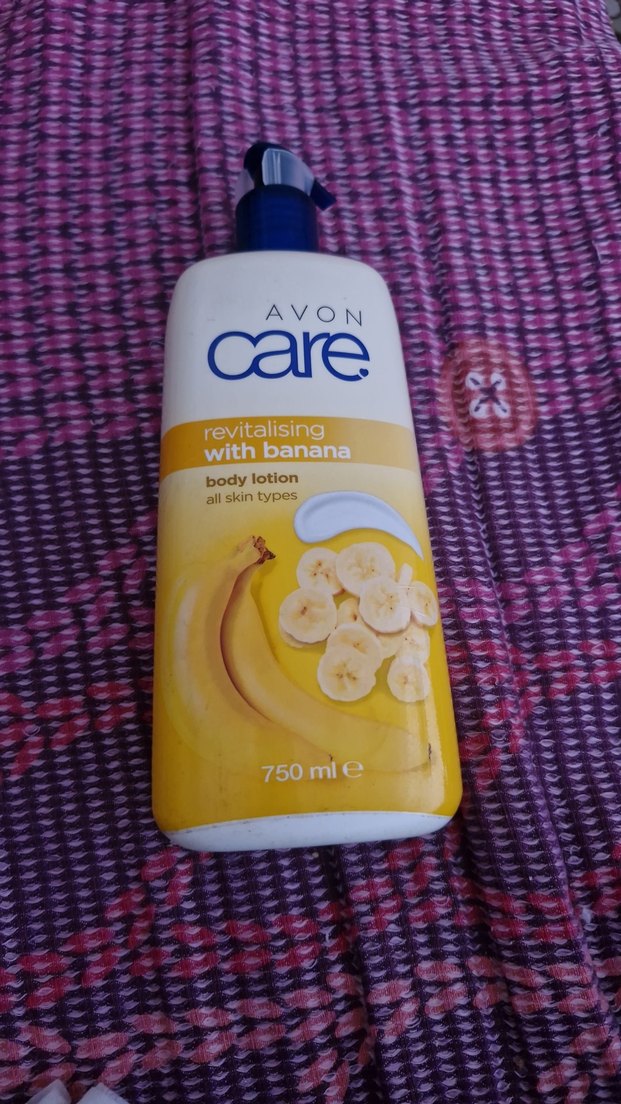 AVON
care.
revitalising
with banana
body lotion
all skin types
750 ml ℮